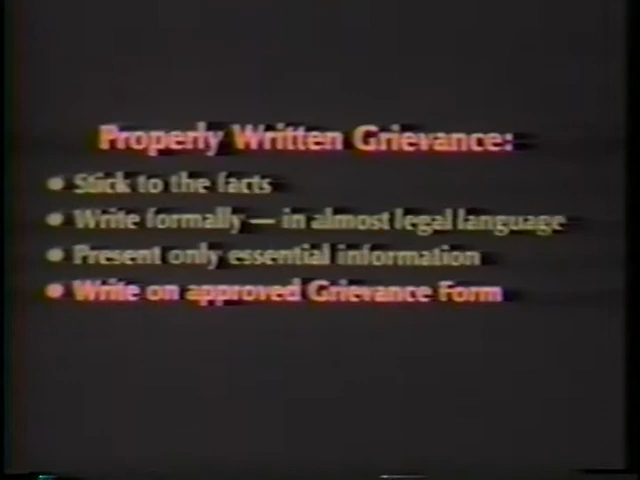 Properly Written Grievance:
• Stick to the facts
• Write formally — in almost legal language
• Present only essential information
• Write on approved Grievance Form